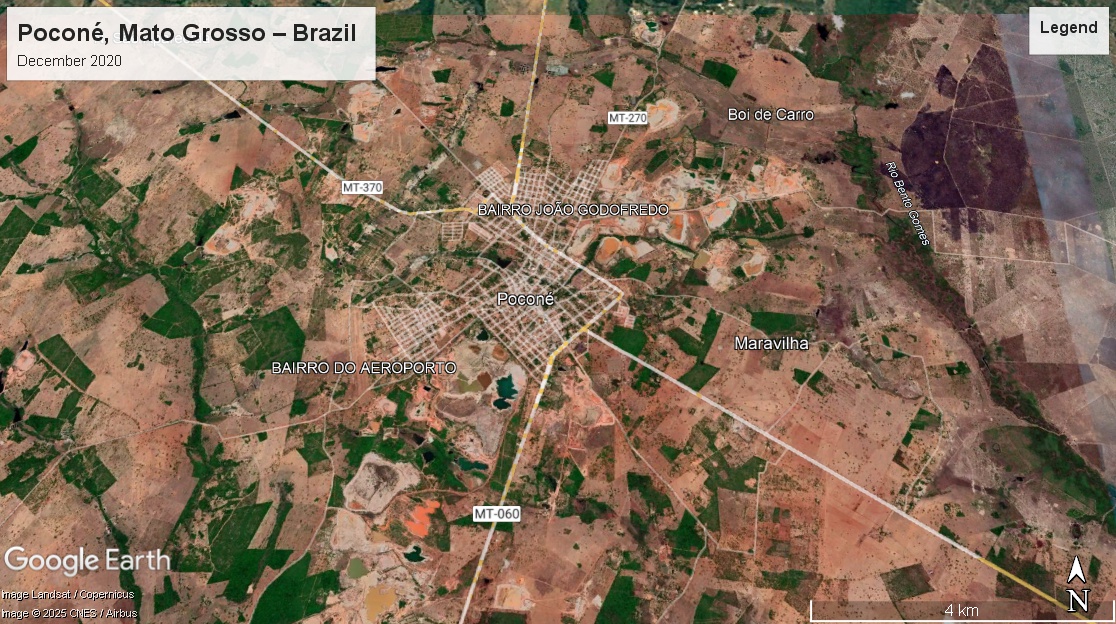 Poconé, Mato Grosso – Brazil
December 2020
Legend
MT-270
Boi de Carro
MT-370
Rio Bento Gomes
BAIRRO JOÃO GODOFREDO
Poconé
Maravilha
BAIRRO DO AEROPORTO
MT-060
Google Earth
Image Landsat / Copernicus
Image © 2025 CNES / Airbus
4 km
N